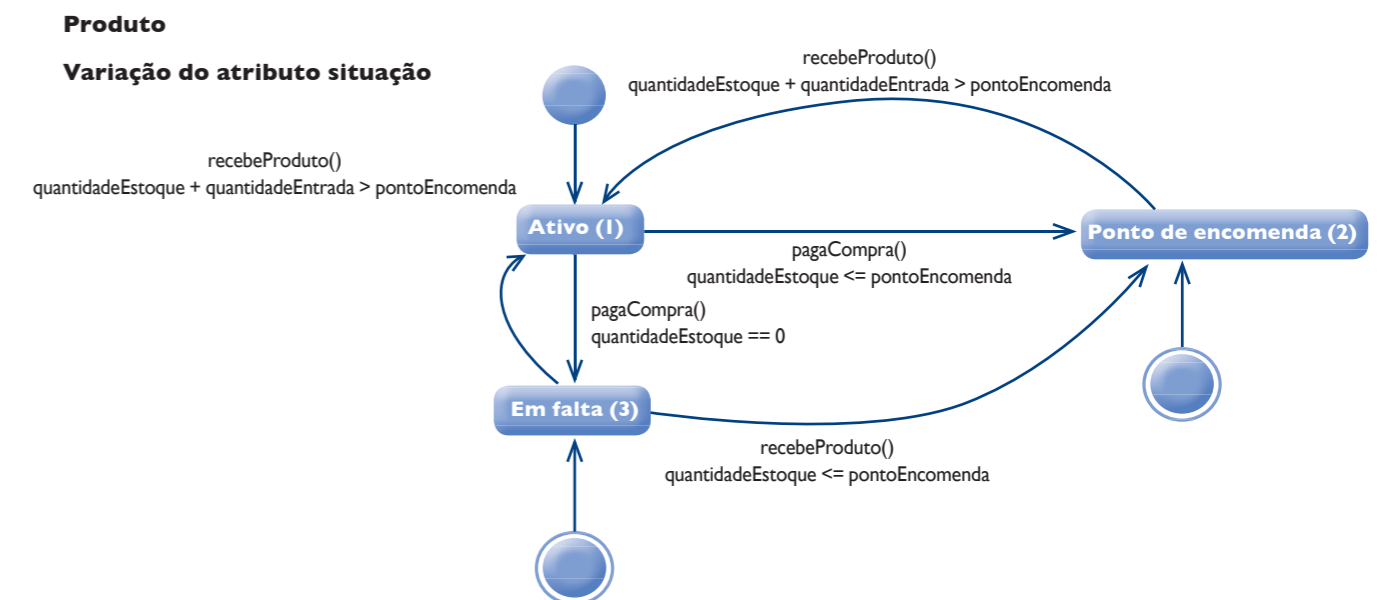 Produto
Variação do atributo situação
recebeProduto()
quantidadeEstoque + quantidadeEntrada > pontoEncomenda
recebeProduto()
quantidadeEstoque + quantidadeEntrada > pontoEncomenda
Ativo (1)
Ponto de encomenda (2)
pagaCompra()
quantidadeEstoque <= pontoEncomenda
pagaCompra()
quantidadeEstoque == 0
Em falta (3)
recebeProduto()
quantidadeEstoque <= pontoEncomenda